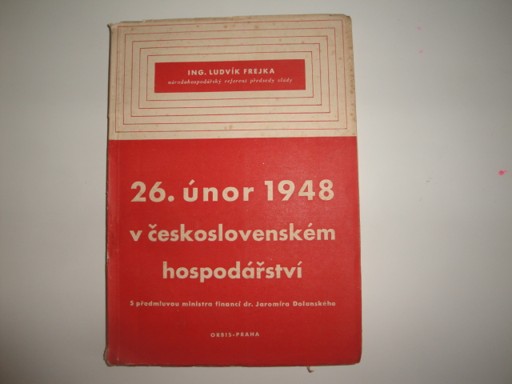 ING. LUDVÍK FREJKA
národohospodářský referent předsedy vlády
26. únor 1948
v československém
hospodářství
S předmluvou ministra financí dr. Jaromíra Dolanského
ORBIS-PRAHA